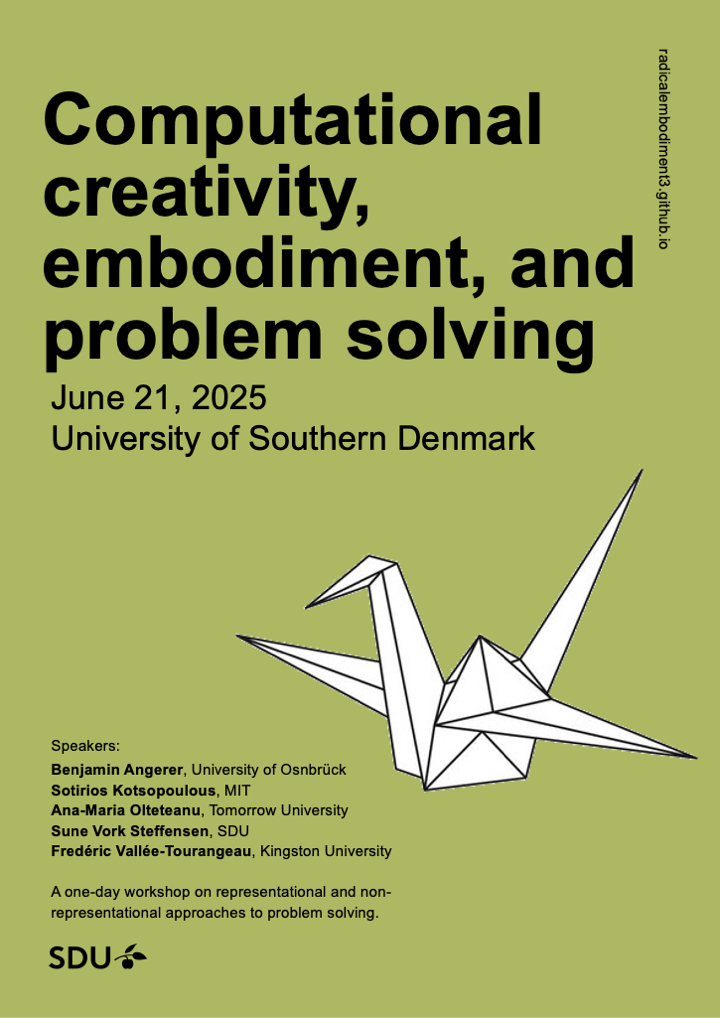 Computational
creativity,
embodiment, and
problem solving
radicalembodiment3.github.io
June 21, 2025
University of Southern Denmark
Speakers:
Benjamin Angerer, University of Osnbrück
Sotirios Kotsopoulous, MIT
Ana-Maria Olteteanu, Tomorrow University
Sune Vork Steffensen, SDU
Fredéric Vallée-Tourangeau, Kingston University
A one-day workshop on representational and non-
representational approaches to problem solving.
SDU